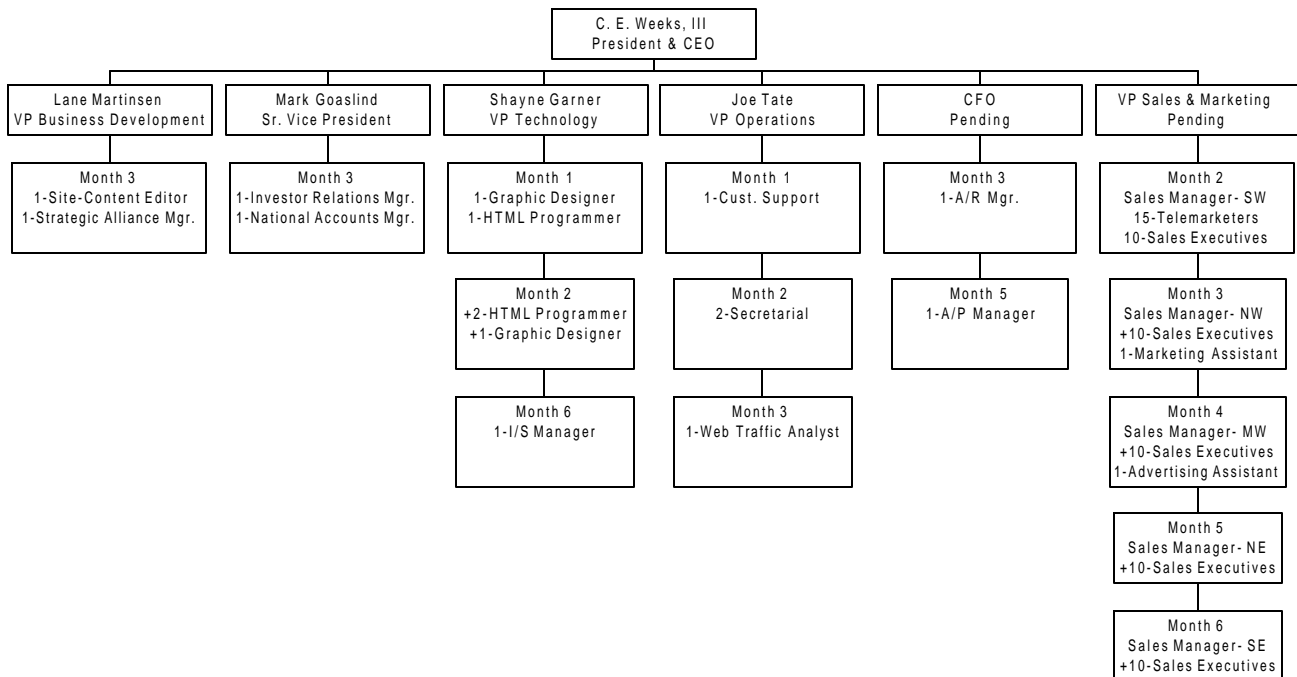 C. E. Weeks, III
President & CEO
Lane Martinsen
VP Business Development
Month 3
1-Site-Content Editor
1-Strategic Alliance Mgr.
Mark Goaslind
Sr. Vice President
Month 3
1-Investor Relations Mgr.
1-National Accounts Mgr.
Shayne Garner
VP Technology
Month 1
1-Graphic Designer
1-HTML Programmer
Month 2
+2-HTML Programmer
+1-Graphic Designer
Month 6
1-I/S Manager
Joe Tate
VP Operations
Month 1
1-Cust. Support
Month 2
2-Secretarial
Month 3
1-Web Traffic Analyst
CFO
Pending
Month 3
1-A/R Mgr.
Month 5
1-A/P Manager
VP Sales & Marketing
Pending
Month 2
Sales Manager- SW
15-Telemarketers
10-Sales Executives
Month 3
Sales Manager- NW
+10-Sales Executives
1-Marketing Assistant
Month 4
Sales Manager- MW
+10-Sales Executives
1-Advertising Assistant
Month 5
Sales Manager- NE
+10-Sales Executives
Month 6
Sales Manager- SE
+10-Sales Executives